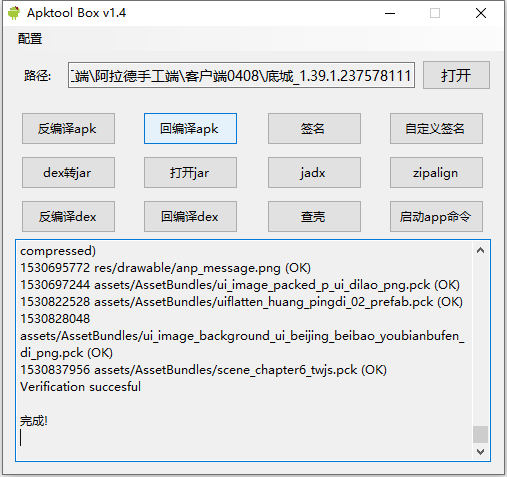 Apktool Box v1.4
配置
路径:
端\阿拉德手工端\客户端0408\底城_1.39.1.237578111
打开
反编译apk
回编译apk
签名
自定义签名
dex转jar
打开jar
jadx
zipalign
反编译dex
回编译dex
查壳
启动app命令
compressed)
1530695772 res/drawable/anp_message.png (OK)
1530697244 assets/AssetBundles/ui_image_packed_p_ui_dilao_png.pck (OK)
1530822528 assets/AssetBundles/uiflatten_huang_pingdi_02_prefab.pck (OK)
1530828048
assets/AssetBundles/ui_image_background_ui_beijing_beibao_youbianbufen_
di_png.pck (OK)
1530837956 assets/AssetBundles/scene_chapter6_twjs.pck (OK)
Verification succesful
完成!